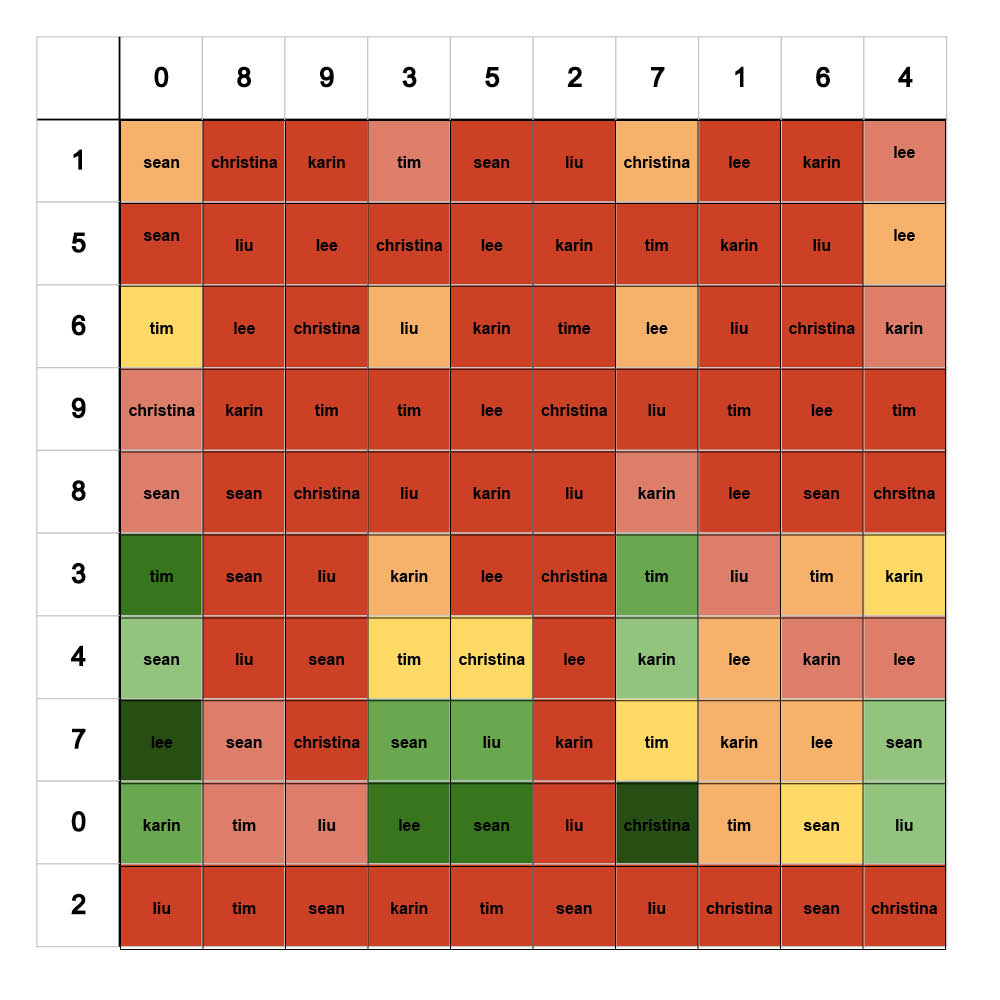 0 8 9 3 5 2 7 1 6 4
1 sean christina karin tim sean liu christina lee karin lee
5 sean liu lee christina lee karin tim karin liu lee
6 tim lee christina liu karin time lee liu christina karin
9 christina karin tim tim lee christina liu tim lee tim
8 sean sean christina liu karin liu karin lee sean chrsitna
3 tim sean liu karin lee christina tim liu tim karin
4 sean liu sean tim christina lee karin lee karin lee
7 lee sean christina sean liu karin tim karin lee sean
0 karin tim liu lee sean liu christina tim sean liu
2 liu tim sean karin tim sean liu christina sean christina